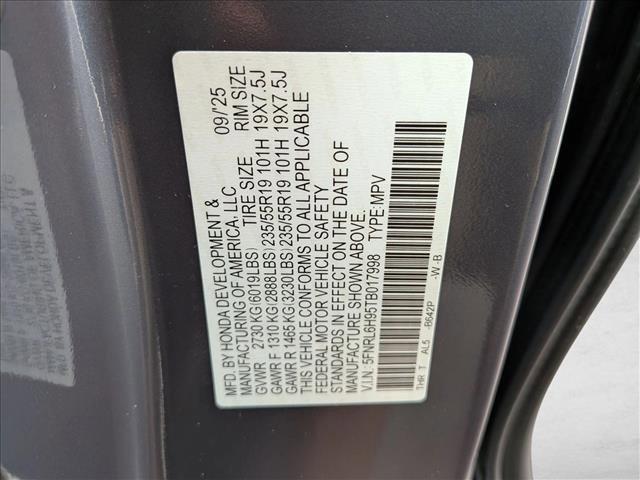 MFD. BY HONDA DEVELOPMENT & 09/'25
MANUFACTURING OF AMERICA, LLC
TIRE SIZE RIM SIZE
GVWR 2730 KG(6019LBS)
GAWR F 1310 KG(2888LBS) 235/55R19 101H 19X7.5J
GAWR R 1465 KG(3230LBS) 235/55R19 101H 19X7.5J
THIS VEHICLE CONFORMS TO ALL APPLICABLE
FEDERAL MOTOR VEHICLE SAFETY
STANDARDS IN EFFECT ON THE DATE OF
MANUFACTURE SHOWN ABOVE.
V.I.N: 5FNRL6H95TB017998 TYPE:MPV
THR T AL5 -B642P -W -B